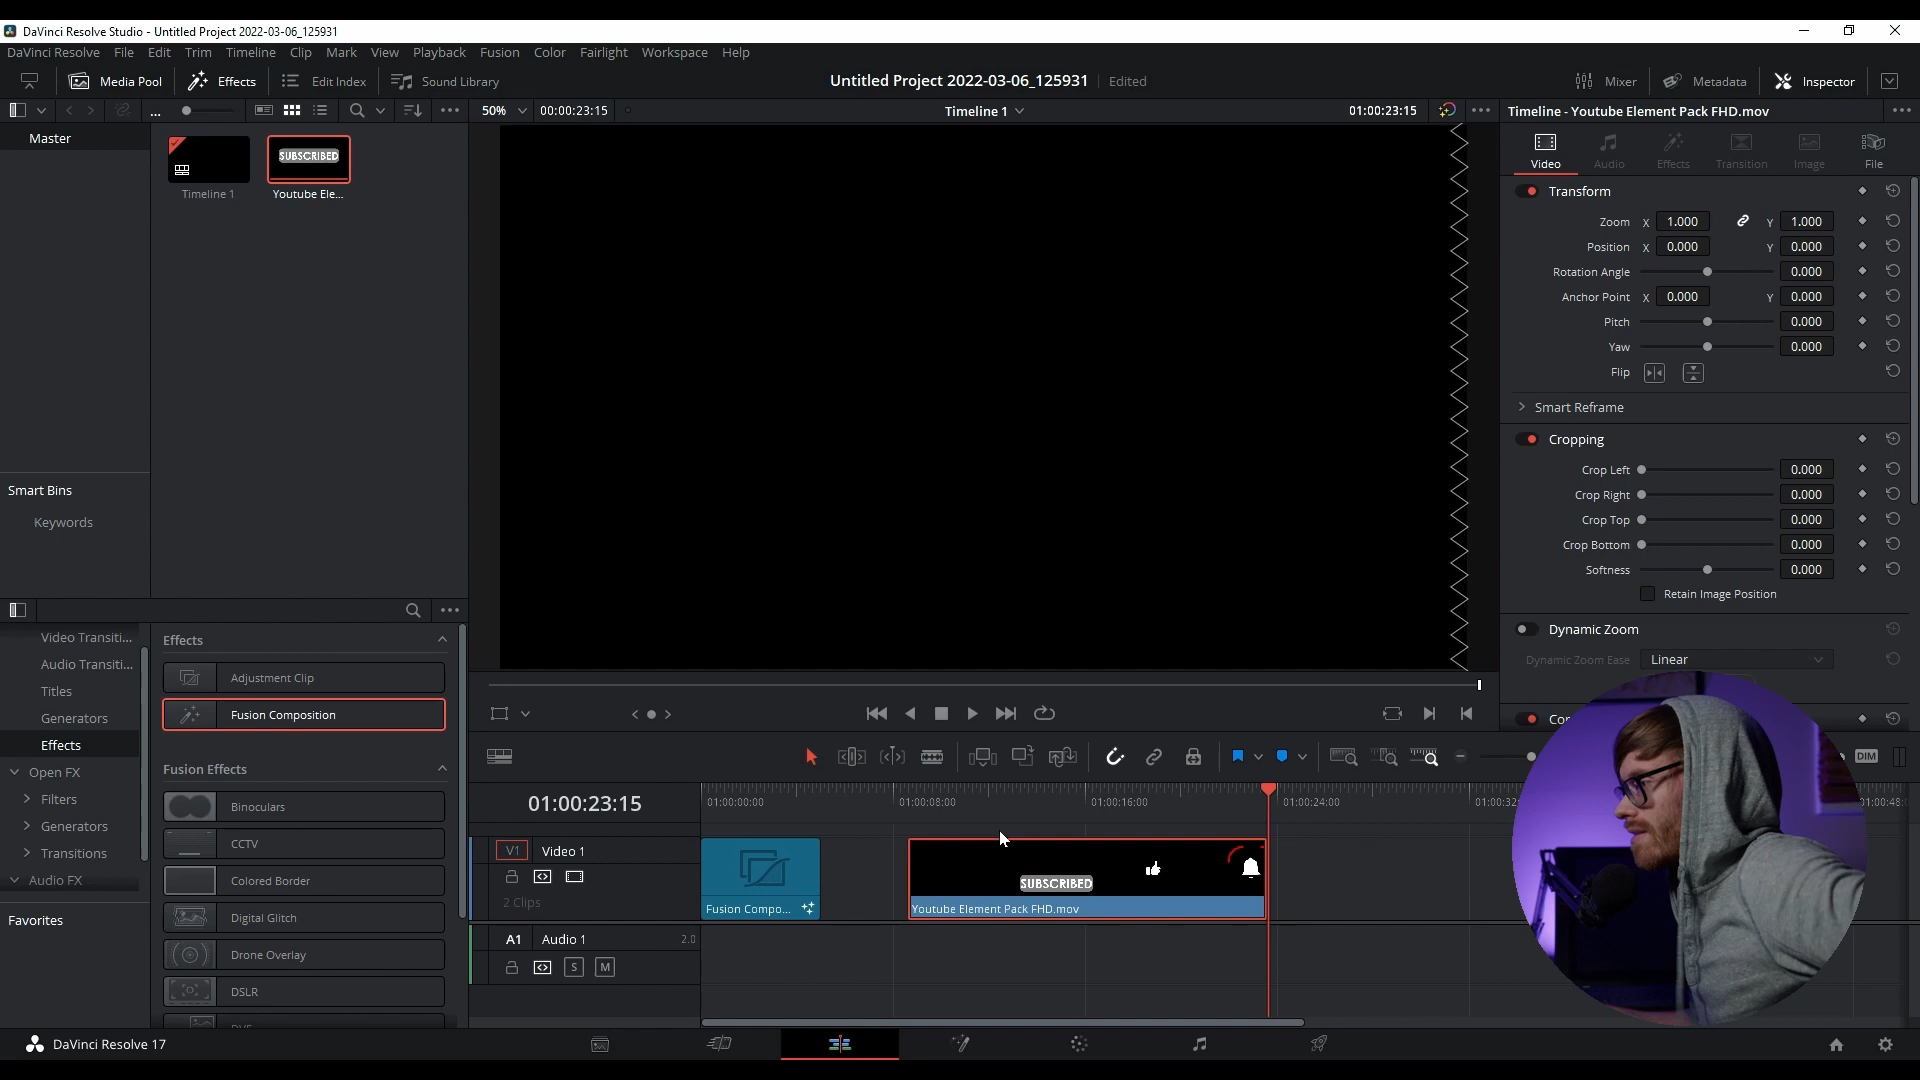 DaVinci Resolve Studio - Untitled Project 2022-03-06_125931
DaVinci Resolve File Edit Trim Timeline Clip Mark View Playback Fusion Color Fairlight Workspace Help
Media Pool Effects Edit Index Sound Library Untitled Project 2022-03-06_125931 Edited Mixer Metadata Inspector
... 50% 00:00:23:15 Timeline 1 01:00:23:15 ... Timeline - Youtube Element Pack FHD.mov ...
Master
SUBSCRIBED
Timeline 1 Youtube Ele...
Video Audio Effects Transition Image File
Transform
Zoom X 1.000 Y 1.000
Position X 0.000 Y 0.000
Rotation Angle 0.000
Anchor Point X 0.000 Y 0.000
Pitch 0.000
Yaw 0.000
Flip
Smart Reframe
Cropping
Crop Left 0.000
Crop Right 0.000
Crop Top 0.000
Crop Bottom 0.000
Softness 0.000
Retain Image Position
Dynamic Zoom
Dynamic Zoom Ease Linear
Smart Bins
Keywords
Video Transiti...
Audio Transiti...
Titles
Generators
Effects
Open FX
Filters
Generators
Transitions
Audio FX
Favorites
Effects
Adjustment Clip
Fusion Composition
Fusion Effects
Binoculars
CCTV
Colored Border
Digital Glitch
Drone Overlay
DSLR
DIM
01:00:23:15 01:00:00:00 01:00:08:00 01:00:16:00 01:00:24:00 01:00:32:
V1 Video 1
2 Clips
SUBSCRIBED
Fusion Compo... Youtube Element Pack FHD.mov
A1 Audio 1 2.0
S M
DaVinci Resolve 17